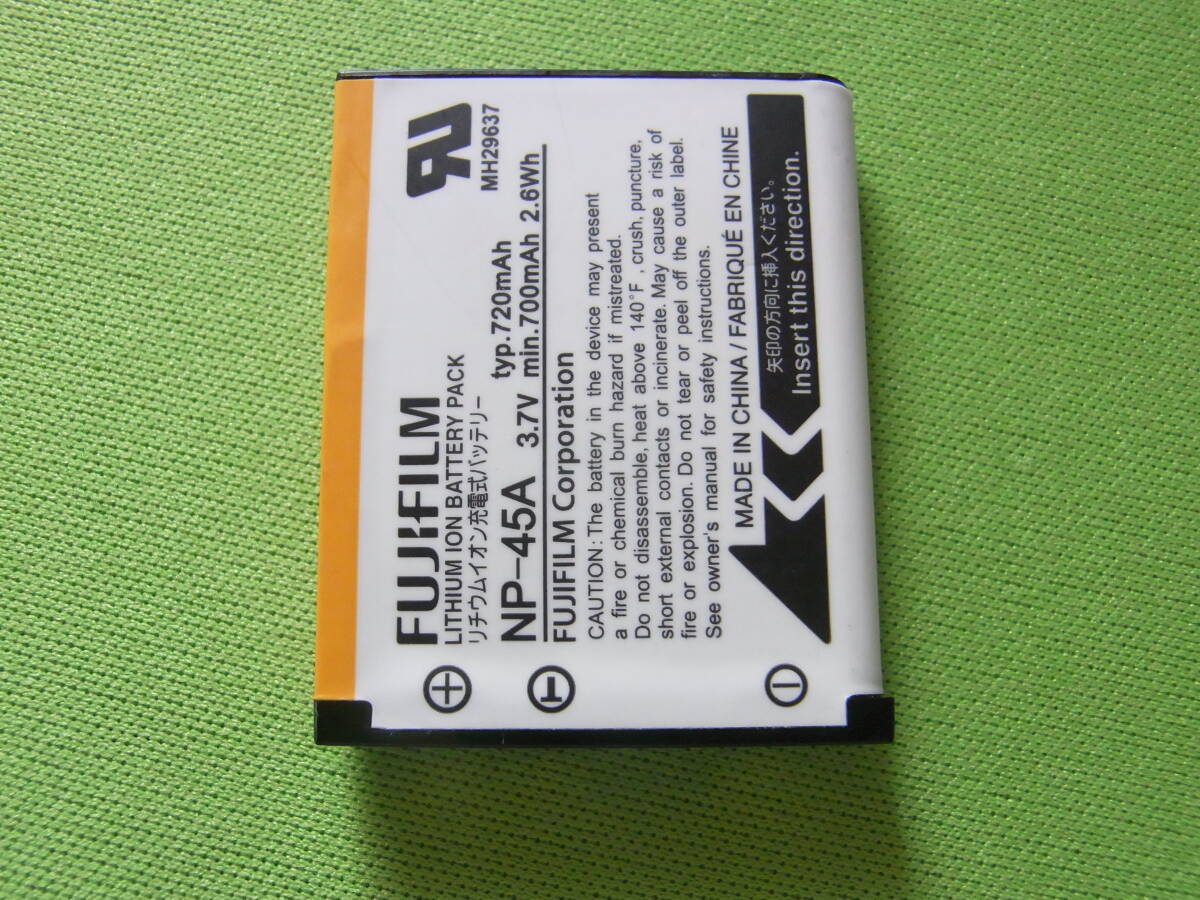 FUJIFILM
LITHIUM ION BATTERY PACK
リチウムイオン充電式バッテリー
NP-45A 3.7V typ.720mAh min.700mAh 2.6Wh
MH29637
FUJIFILM Corporation
CAUTION: The battery in the device may present
a fire or chemical burn hazard if mistreated.
Do not disassemble, heat above 140°F , crush, puncture,
short external contacts or incinerate. May cause a risk of
fire or explosion. Do not tear or peel off the outer label.
See owner's manual for safety instructions.
MADE IN CHINA / FABRIQUÉ EN CHINE
矢印の方向に挿入ください。
Insert this direction.
+
T
−